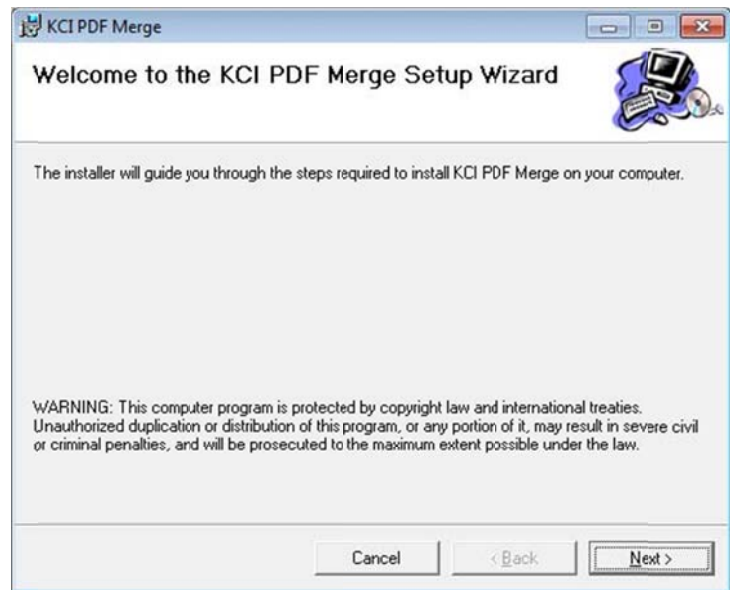 KCI PDF Merge
Welcome to the KCI PDF Merge Setup Wizard
The installer will guide you through the steps required to install KCI PDF Merge on your computer.
WARNING: This computer program is protected by copyright law and international treaties.
Unauthorized duplication or distribution of this program, or any portion of it, may result in severe civil
or criminal penalties, and will be prosecuted to the maximum extent possible under the law.
Cancel < Back Next >